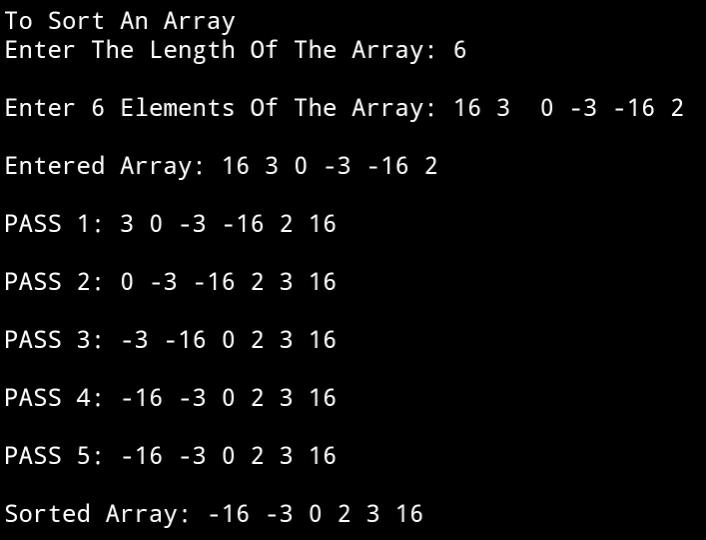 To Sort An Array
Enter The Length Of The Array: 6
Enter 6 Elements Of The Array: 16 3  0 -3 -16 2
Entered Array: 16 3 0 -3 -16 2
PASS 1: 3 0 -3 -16 2 16
PASS 2: 0 -3 -16 2 3 16
PASS 3: -3 -16 0 2 3 16
PASS 4: -16 -3 0 2 3 16
PASS 5: -16 -3 0 2 3 16
Sorted Array: -16 -3 0 2 3 16